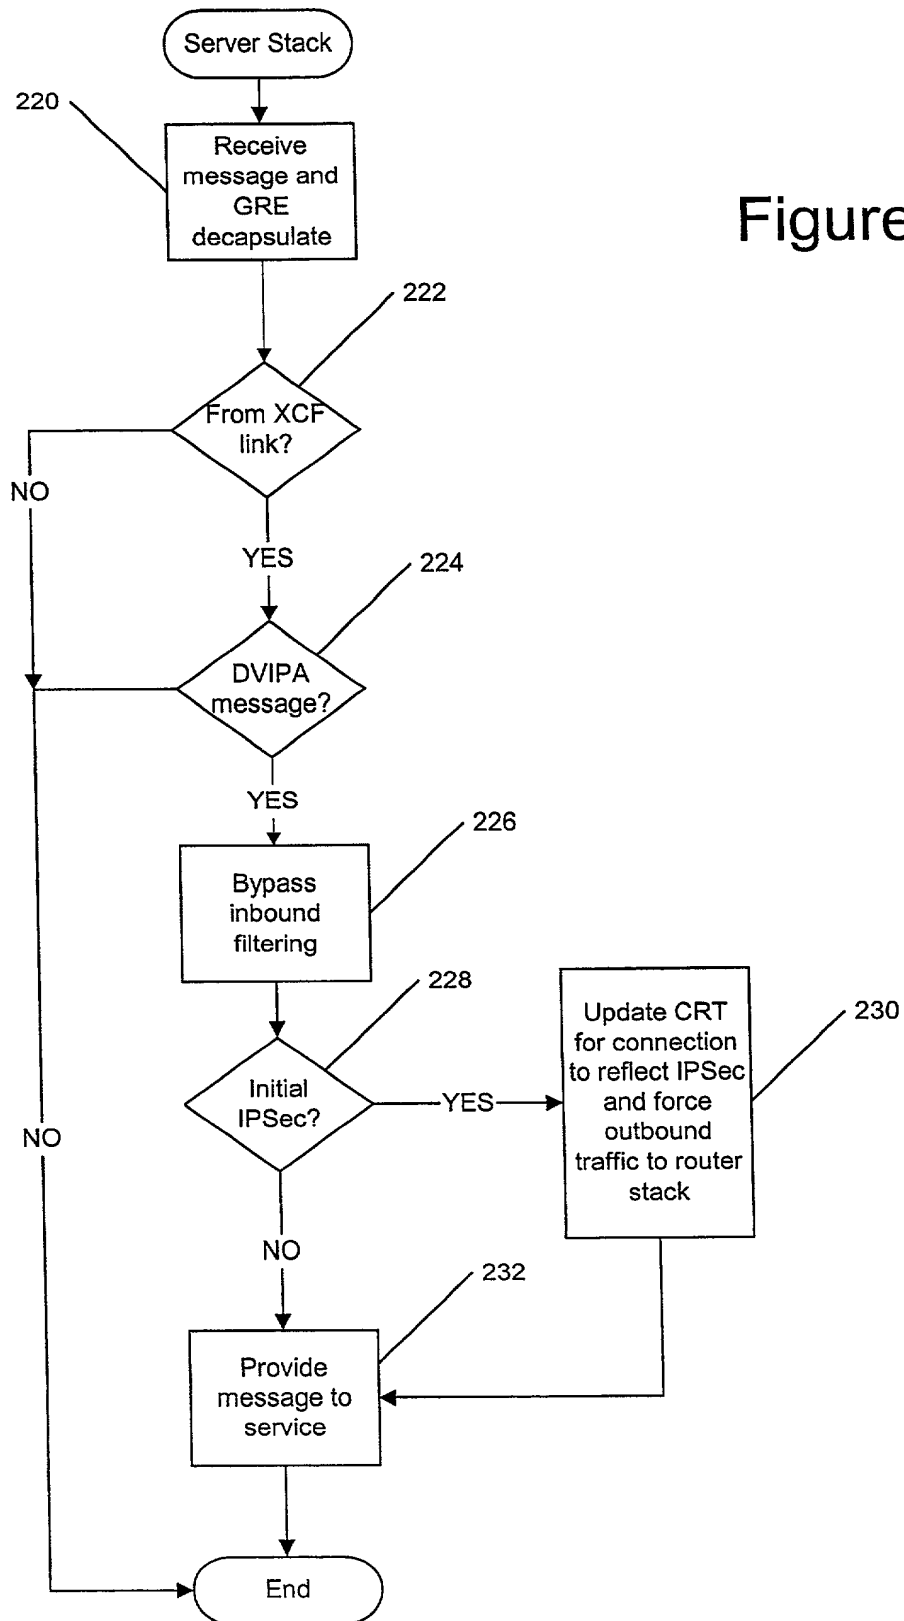 Server Stack
220
Receive
message and
GRE
decapsulate
Figure
222
From XCF
link?
NO
YES
224
DVIPA
message?
YES
226
Bypass
inbound
filtering
228
Initial
IPSec?
YES
Update CRT
for connection
to reflect IPSec
and force
outbound
traffic to router
stack
230
NO
NO
232
Provide
message to
service
End